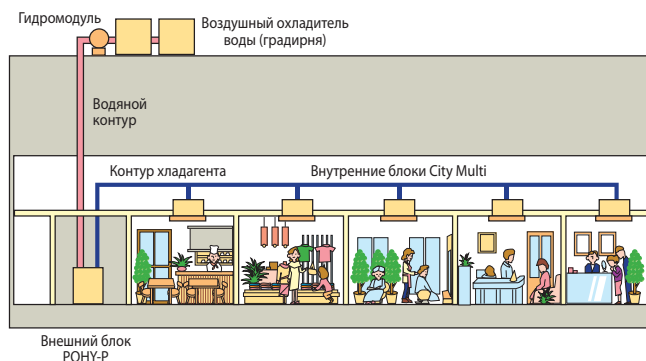 Гидромодуль
Воздушный охладитель
воды (градирня)
Водяной
контур
Контур хладагента
Внутренние блоки City Multi
Внешний блок
PQHY-P